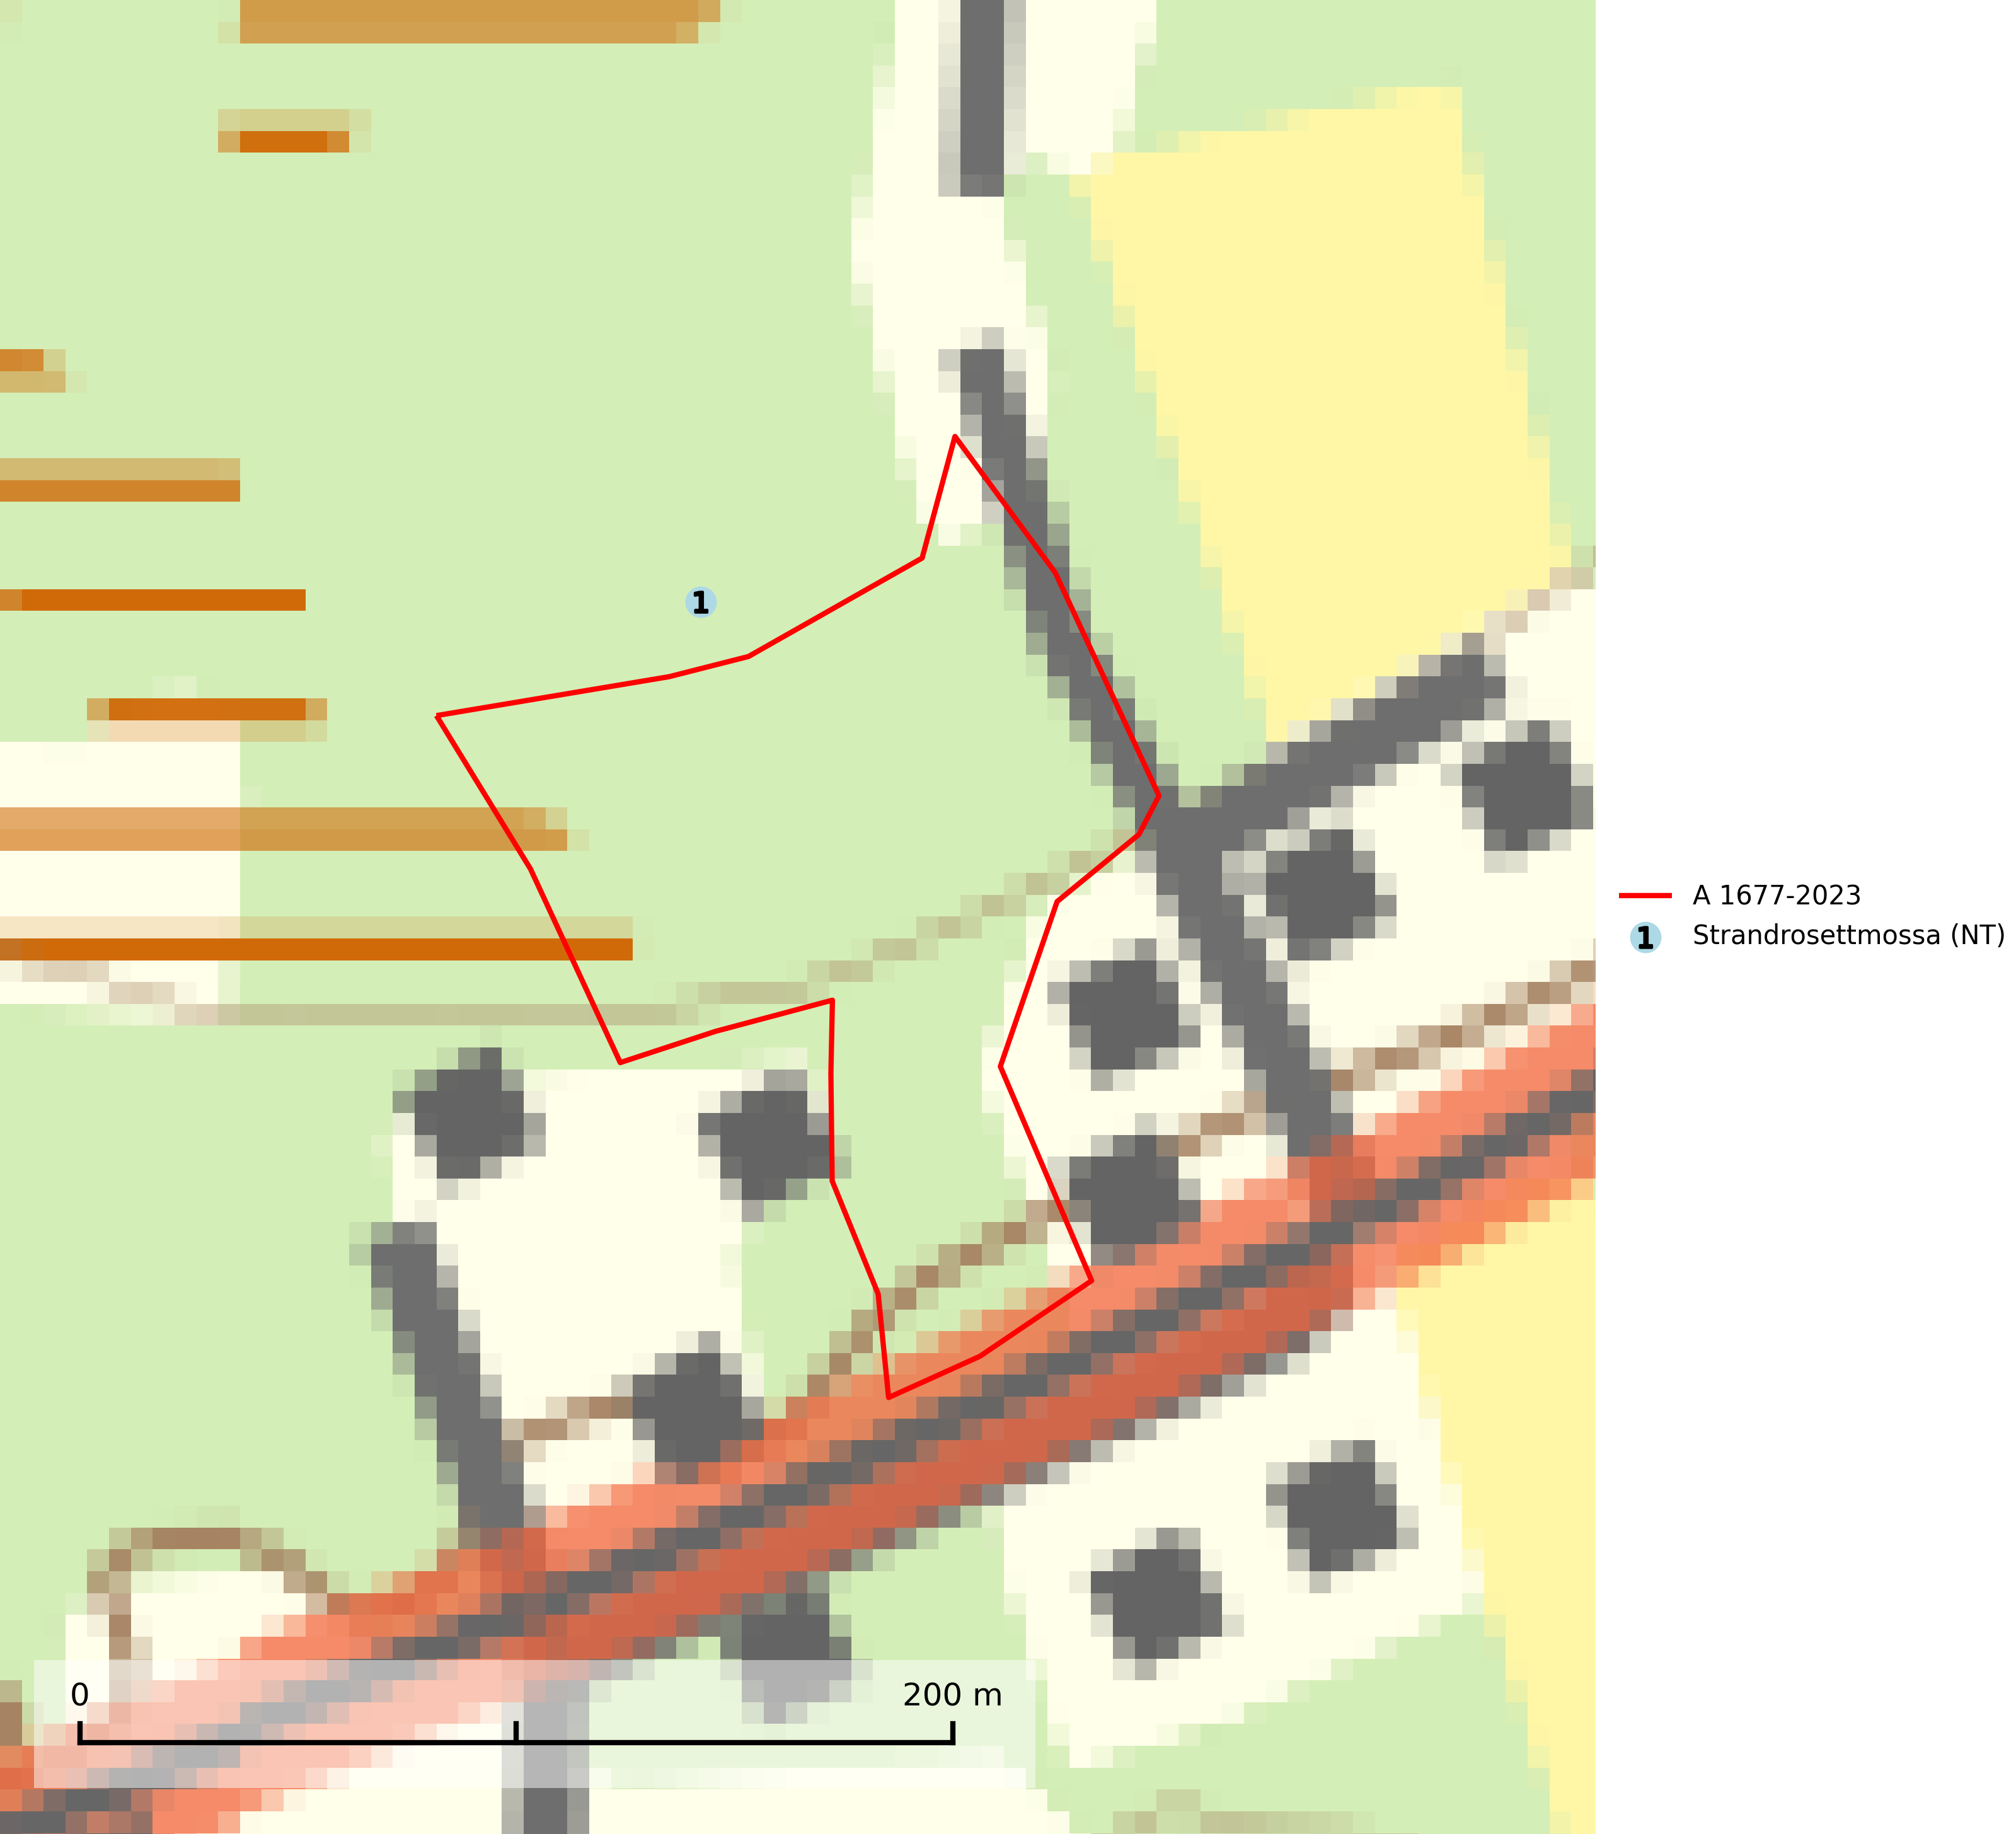 1
A 1677-2023
1 Strandrosettmossa (NT)
0 200 m